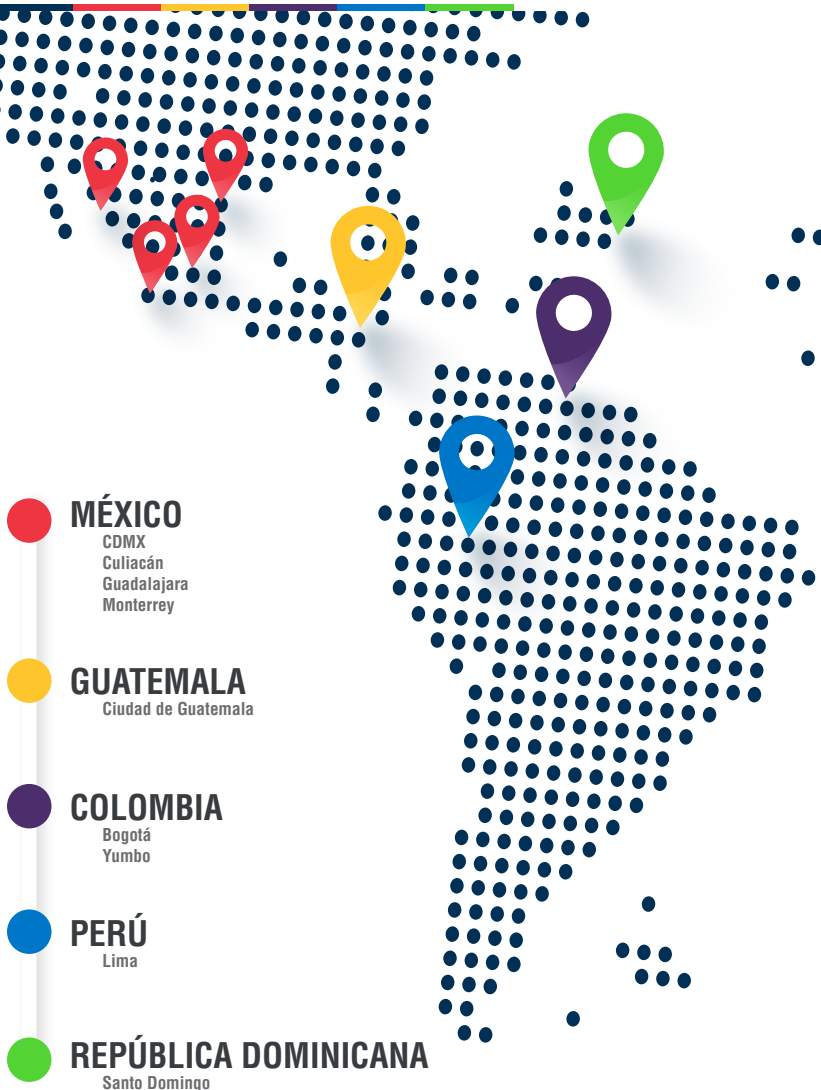 MÉXICO
CDMX
Culiacán
Guadalajara
Monterrey
GUATEMALA
Ciudad de Guatemala
COLOMBIA
Bogotá
Yumbo
PERÚ
Lima
REPÚBLICA DOMINICANA
Santo Domingo